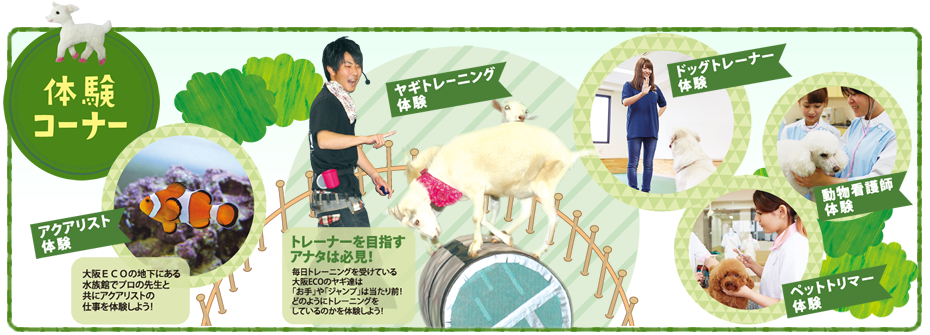 体験
コーナー
アクアリスト
体験
大阪ECOの地下にある
水族館でプロの先生と
共にアクアリストの
仕事を体験しよう!
ヤギトレーニング
体験
トレーナーを目指す
アナタは必見!
毎日トレーニングを受けている
大阪ECOのヤギ達は
「お手」や「ジャンプ」は当たり前!
どのようにトレーニングを
しているのかを体験しよう!
ドッグトレーナー
体験
動物看護師
体験
ペットトリマー
体験